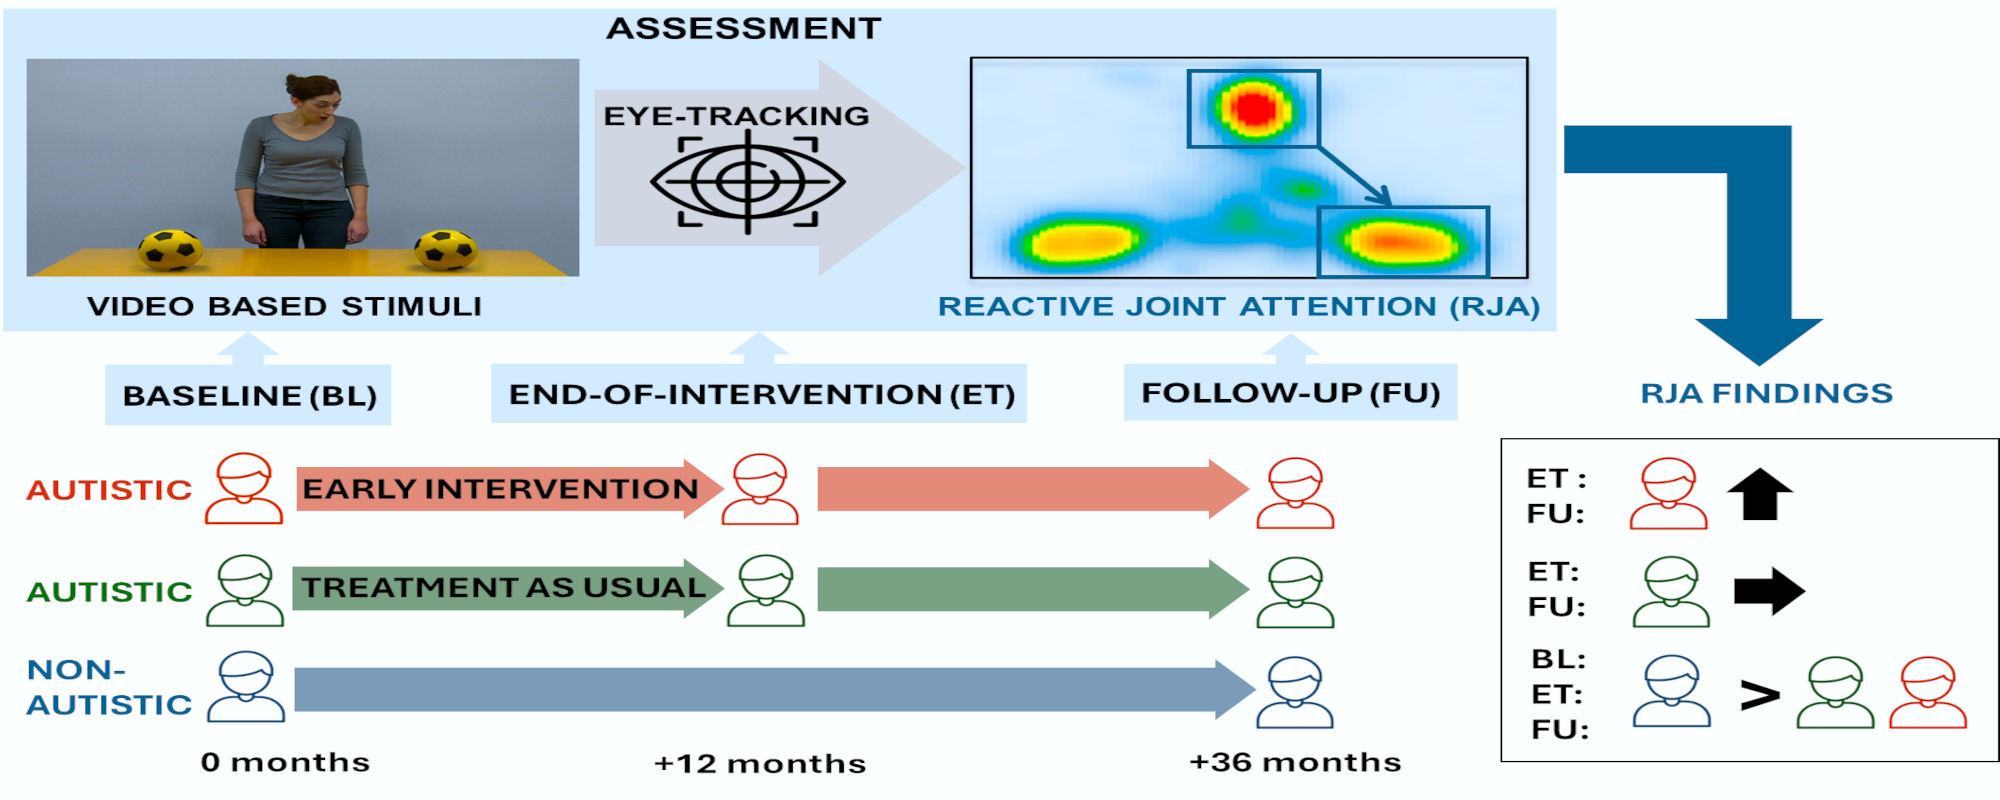 ASSESSMENT
EYE-TRACKING
VIDEO BASED STIMULI
REACTIVE JOINT ATTENTION (RJA)
BASELINE (BL)
END-OF-INTERVENTION (ET)
FOLLOW-UP (FU)
RJA FINDINGS
AUTISTIC
EARLY INTERVENTION
AUTISTIC
TREATMENT AS USUAL
NON-
AUTISTIC
0 months
+12 months
+36 months
ET :
FU:
ET:
FU:
BL:
ET:
FU:
>